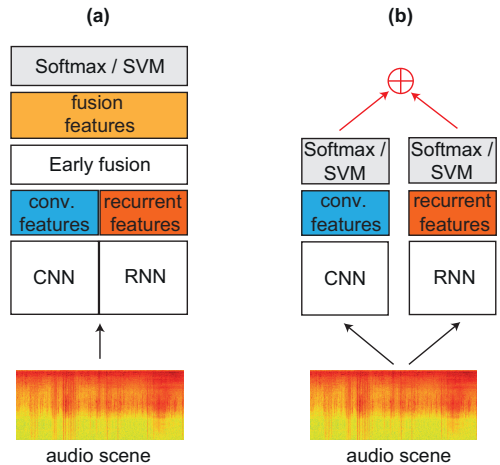 (a)
Softmax / SVM
fusion
features
Early fusion
conv.
features
recurrent
features
CNN
RNN
audio scene
(b)
Softmax /
SVM
Softmax /
SVM
conv.
features
recurrent
features
CNN
RNN
audio scene